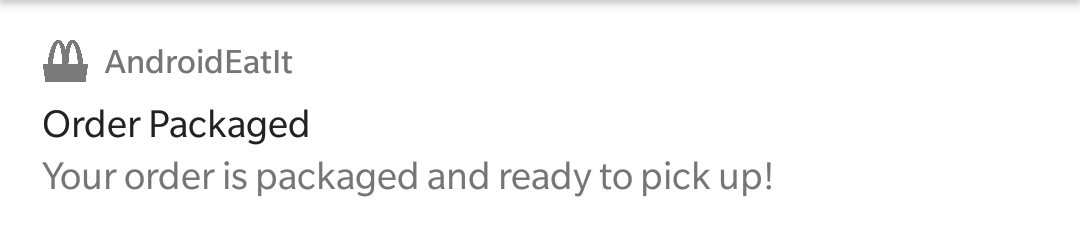 AndroidEatIt
Order Packaged
Your order is packaged and ready to pick up!